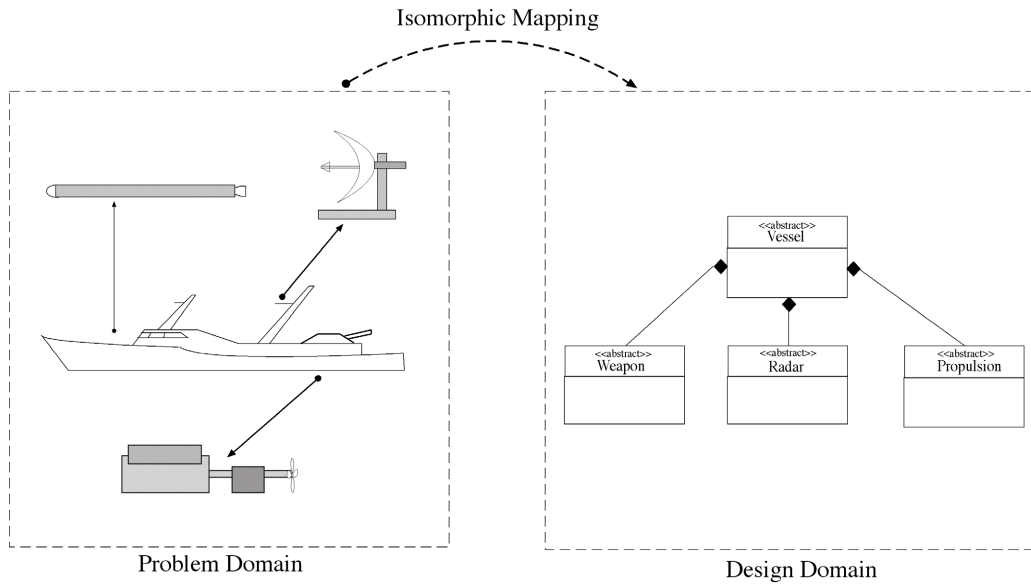 Isomorphic Mapping
<<abstract>>
Vessel
<<abstract>>
Weapon
<<abstract>>
Radar
<<abstract>>
Propulsion
Problem Domain
Design Domain